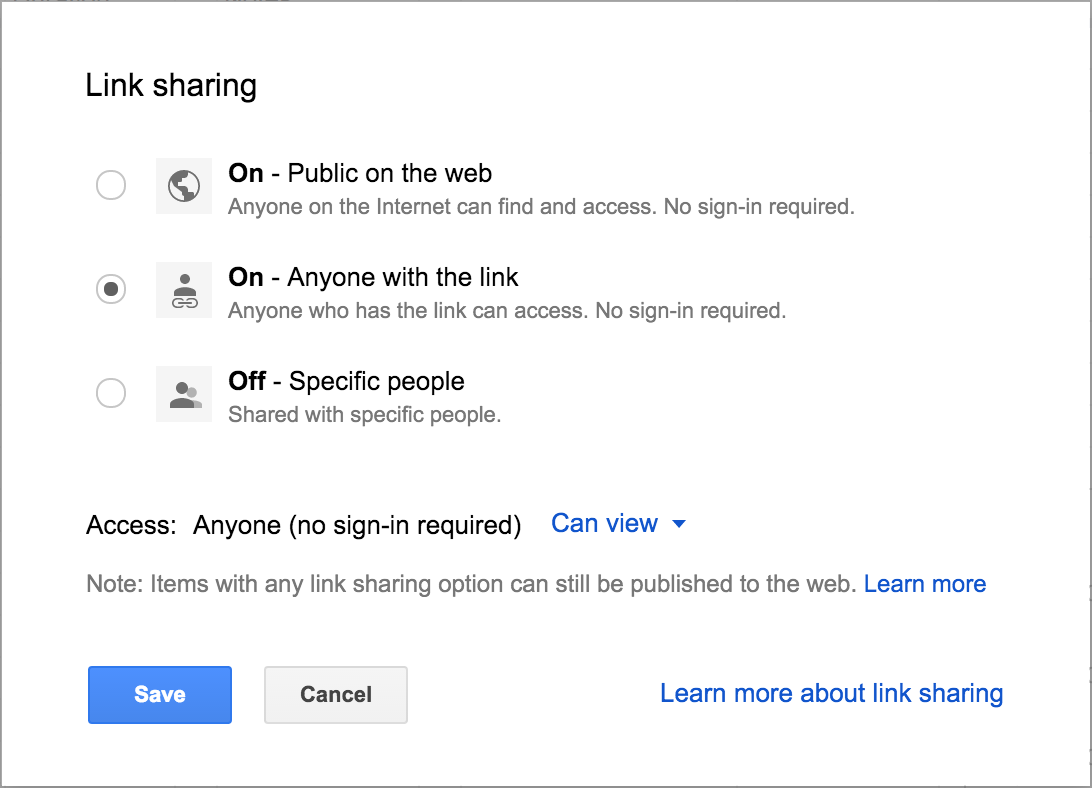 Link sharing
On - Public on the web
Anyone on the Internet can find and access. No sign-in required.
On - Anyone with the link
Anyone who has the link can access. No sign-in required.
Off - Specific people
Shared with specific people.
Access: Anyone (no sign-in required) Can view
Note: Items with any link sharing option can still be published to the web. Learn more
Save Cancel Learn more about link sharing